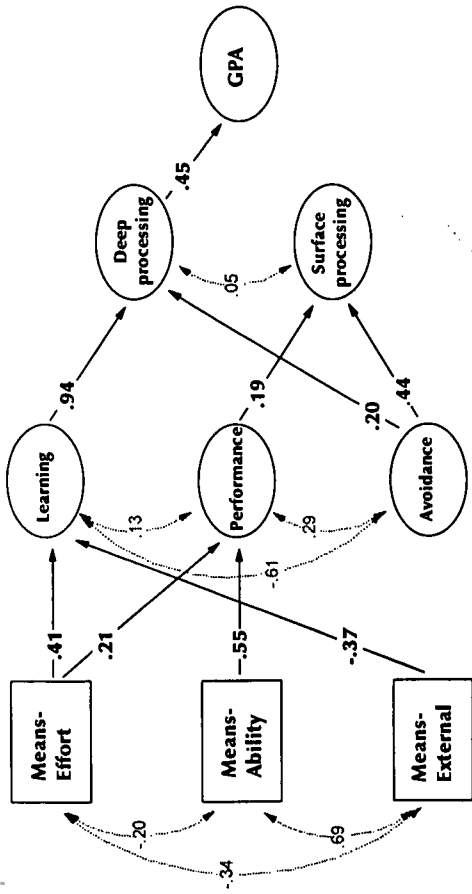 Means-
Effort
Means-
Ability
Means-
External
-.20
-.34
.69
.41
.21
.55
-.37
Learning
Performance
Avoidance
.13
-.61
.29
.94
.19
.20
.44
Deep
processing
Surface
processing
.05
.45
GPA